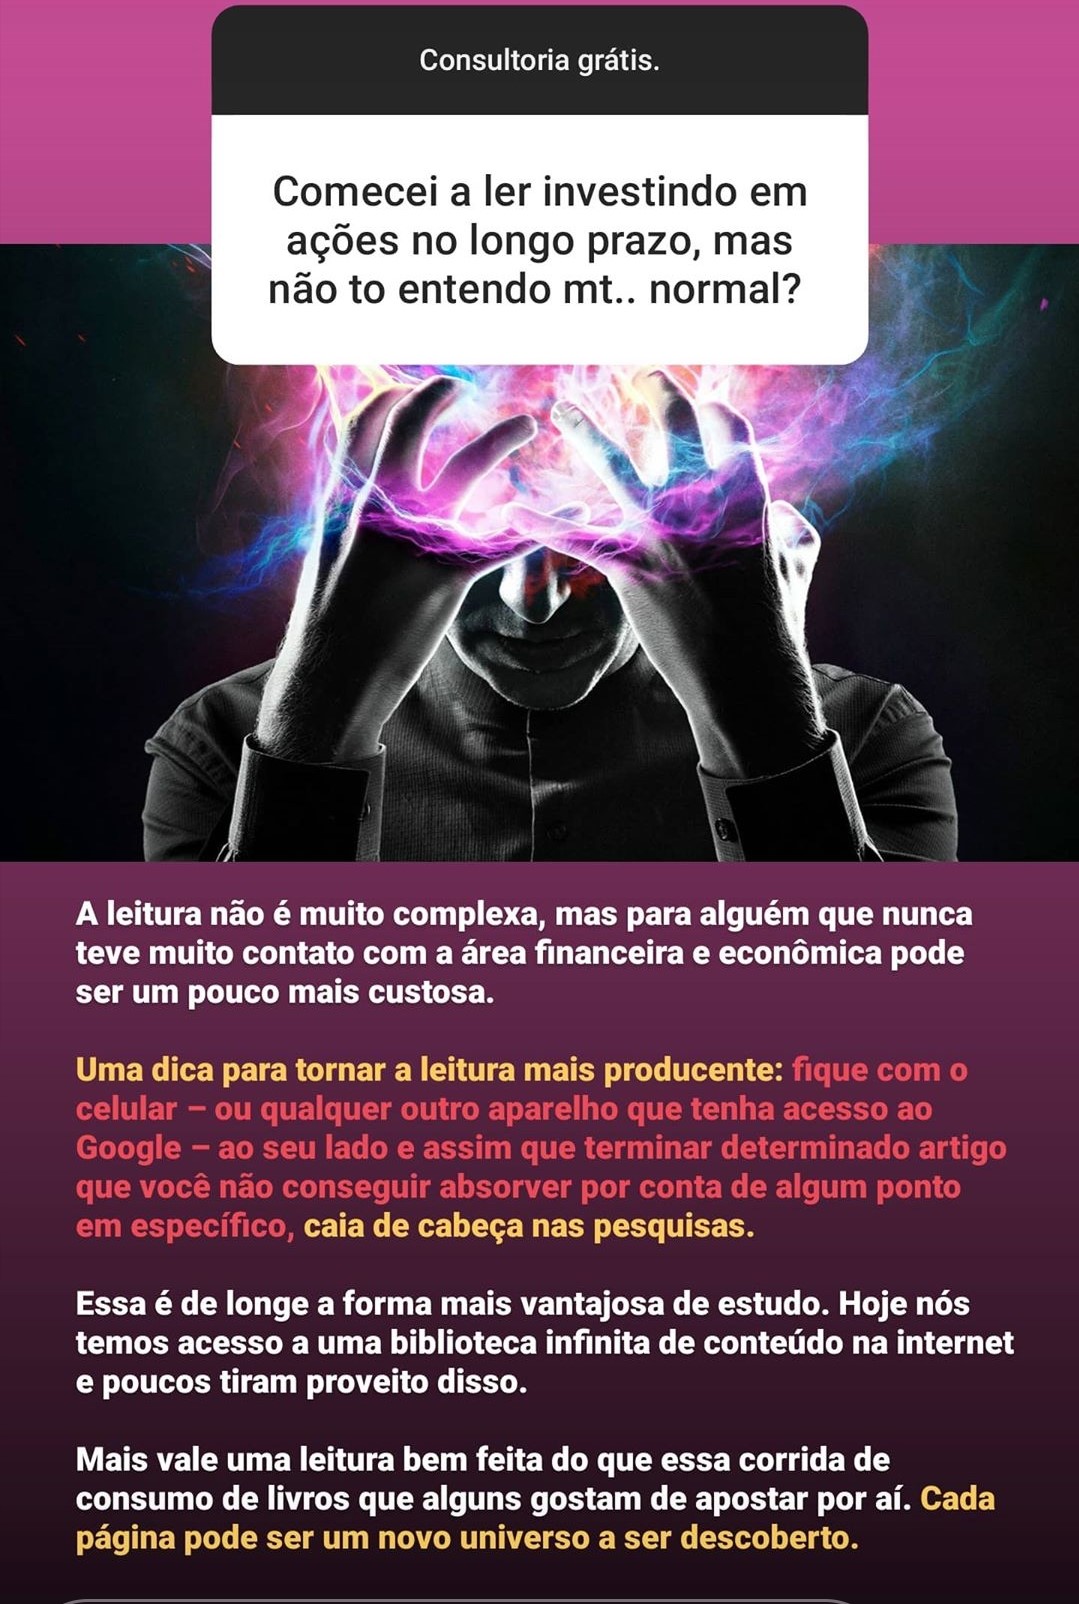 Consultoria grátis.
Comecei a ler investindo em
ações no longo prazo, mas
não to entendo mt.. normal?
A leitura não é muito complexa, mas para alguém que nunca
teve muito contato com a área financeira e econômica pode
ser um pouco mais custosa.
Uma dica para tornar a leitura mais producente: fique com o
celular – ou qualquer outro aparelho que tenha acesso ao
Google – ao seu lado e assim que terminar determinado artigo
que você não conseguir absorver por conta de algum ponto
em específico, caia de cabeça nas pesquisas.
Essa é de longe a forma mais vantajosa de estudo. Hoje nós
temos acesso a uma biblioteca infinita de conteúdo na internet
e poucos tiram proveito disso.
Mais vale uma leitura bem feita do que essa corrida de
consumo de livros que alguns gostam de apostar por aí. Cada
página pode ser um novo universo a ser descoberto.